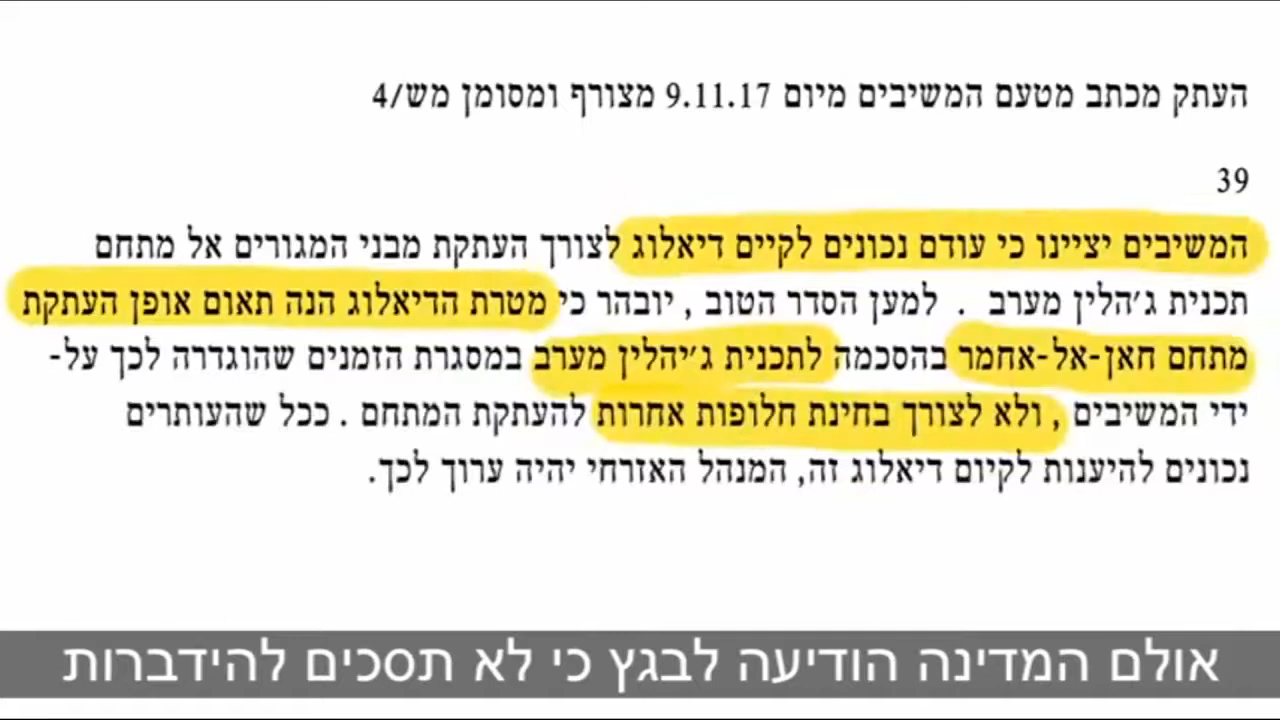 העתק מכתב מטעם המשיבים מיום 9.11.17 מצורף ומסומן מש/4
39
המשיבים יציינו כי עודם נכונים לקיים דיאלוג לצורך העתקת מבני המגורים אל מתחם
תכנית ג'הלין מערב . למען הסדר הטוב , יובהר כי מטרת הדיאלוג הנה תאום אופן העתקת
מתחם חאן-אל-אחמר בהסכמה לתכנית ג'יהלין מערב במסגרת הזמנים שהוגדרה לכך על-
ידי המשיבים , ולא לצורך בחינת חלופות אחרות להעתקת המתחם . ככל שהעותרים
נכונים להיענות לקיום דיאלוג זה, המנהל האזרחי יהיה ערוך לכך.
אולם המדינה הודיעה לבגץ כי לא תסכים להידברות